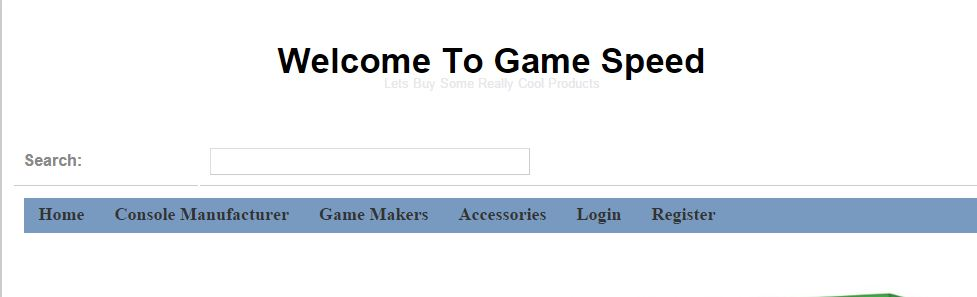 Welcome To Game Speed
Lets Buy Some Really Cool Products
Search:
Home Console Manufacturer Game Makers Accessories Login Register